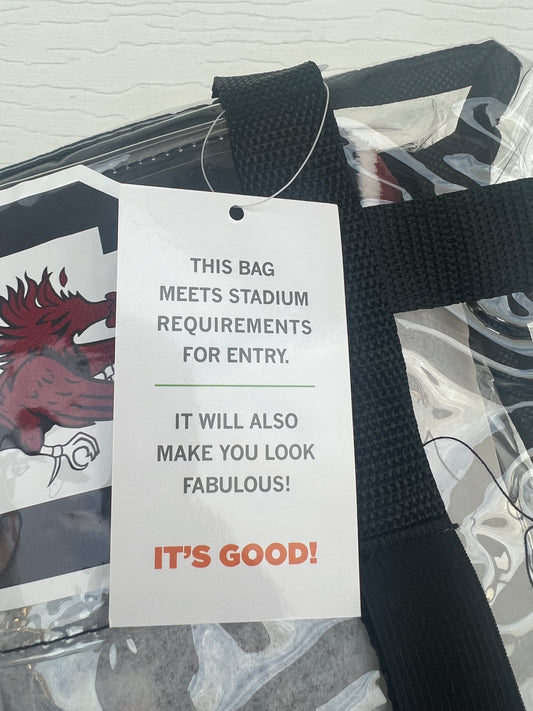 THIS BAG
MEETS STADIUM
REQUIREMENTS
FOR ENTRY.
IT WILL ALSO
MAKE YOU LOOK
FABULOUS!
IT'S GOOD!